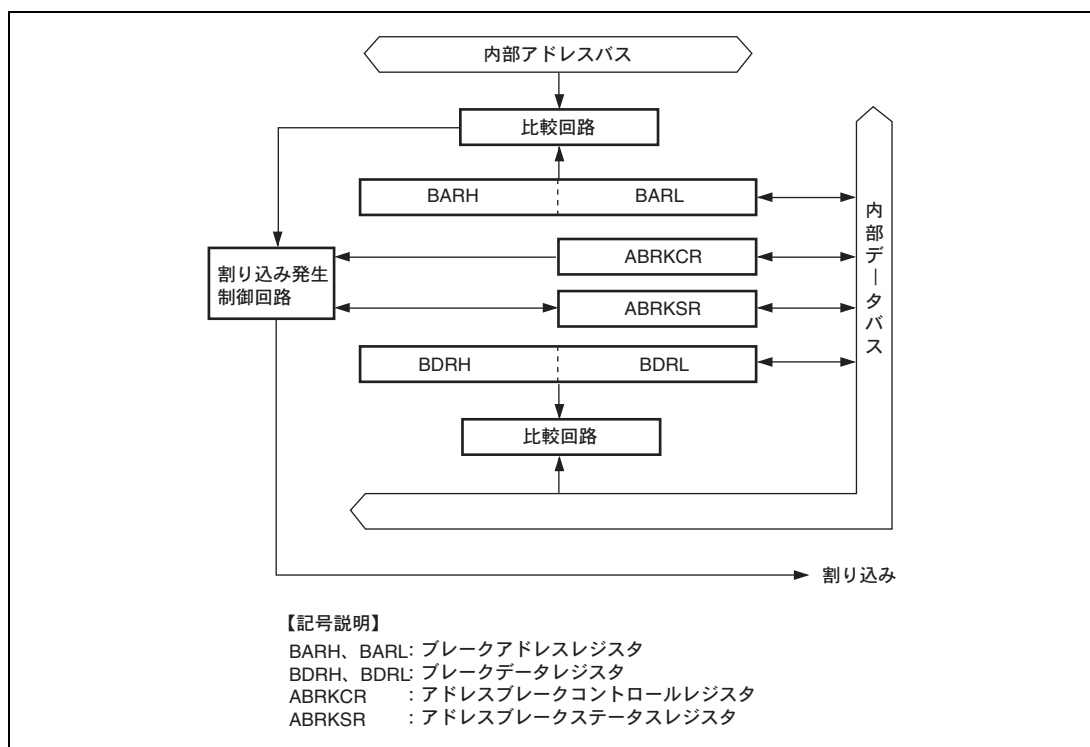 内部アドレスバス
比較回路
BARH BARL
内部データバス
ABRKCR
割り込み発生
制御回路
ABRKSR
BDRH BDRL
比較回路
割り込み
【記号説明】
BARH、BARL: ブレークアドレスレジスタ
BDRH、BDRL: ブレークデータレジスタ
ABRKCR : アドレスブレークコントロールレジスタ
ABRKSR : アドレスブレークステータスレジスタ